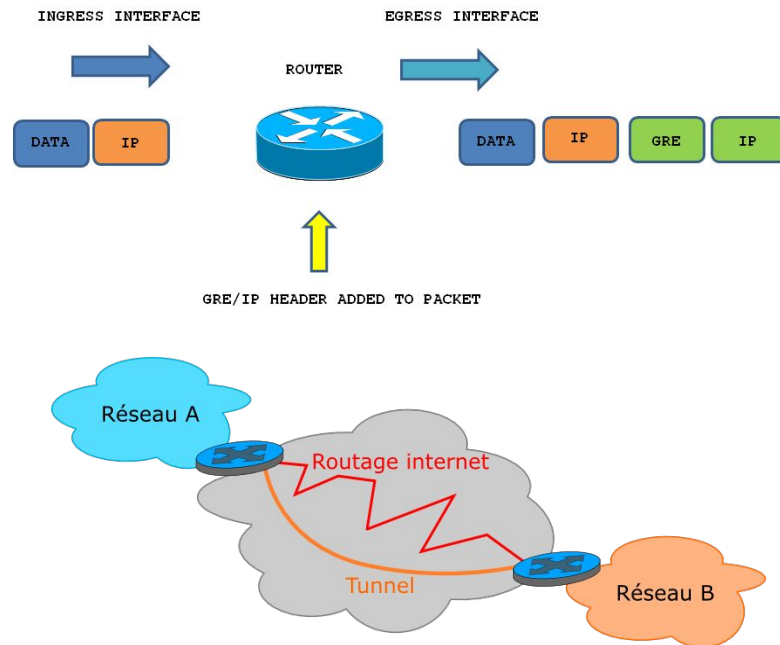 INGRESS INTERFACE
EGRESS INTERFACE
ROUTER
DATA
IP
DATA
IP
GRE
IP
GRE/IP HEADER ADDED TO PACKET
Réseau A
Routage internet
Tunnel
Réseau B